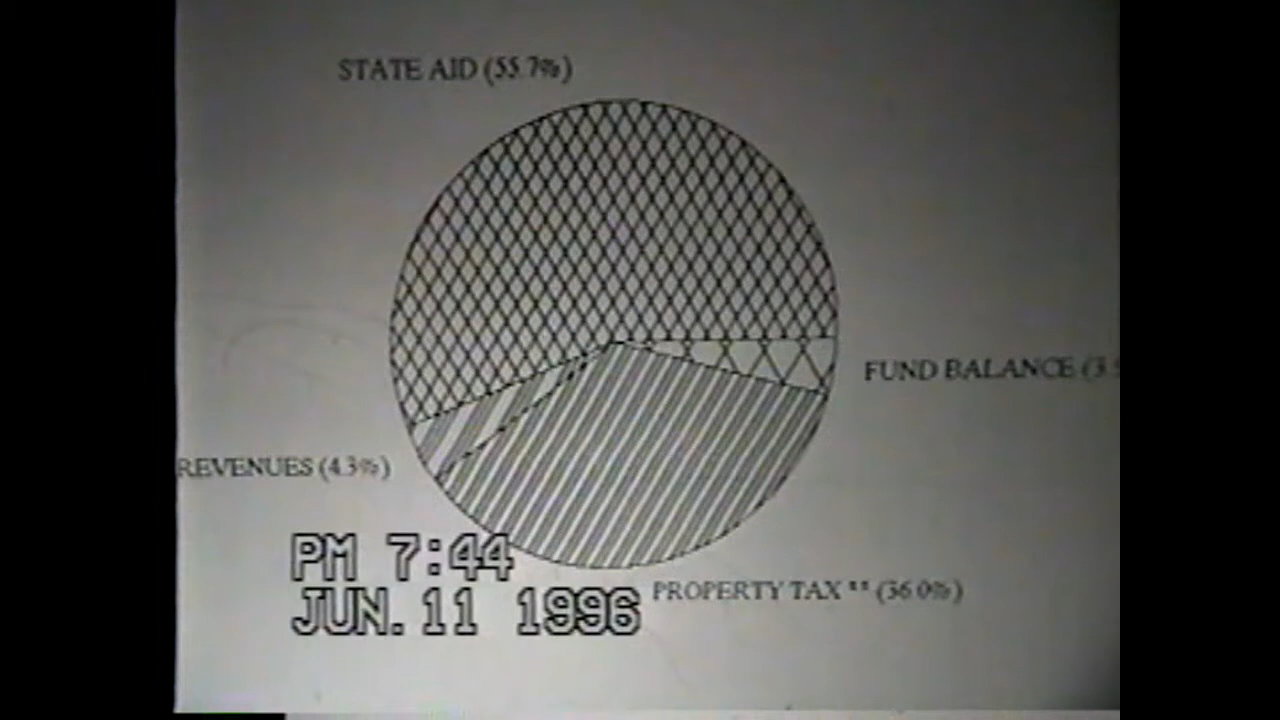 STATE AID (55.7%)
FUND BALANCE (3
REVENUES (4.3%)
PM 7:44
JUN. 11 1996
PROPERTY TAX ** (36.0%)